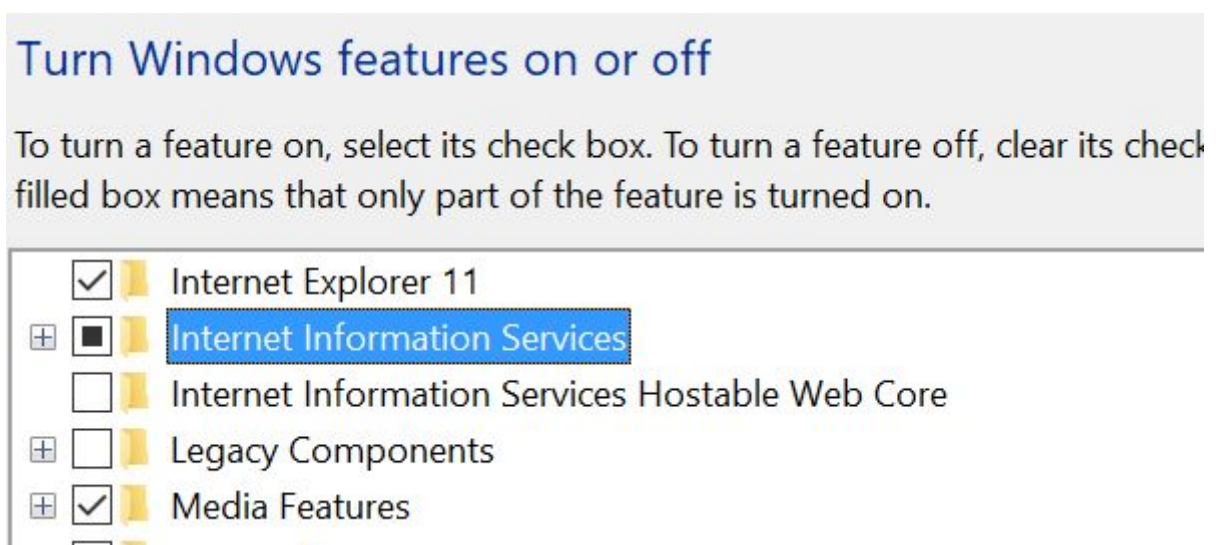 Turn Windows features on or off
To turn a feature on, select its check box. To turn a feature off, clear its check
filled box means that only part of the feature is turned on.
Internet Explorer 11
Internet Information Services
Internet Information Services Hostable Web Core
Legacy Components
Media Features